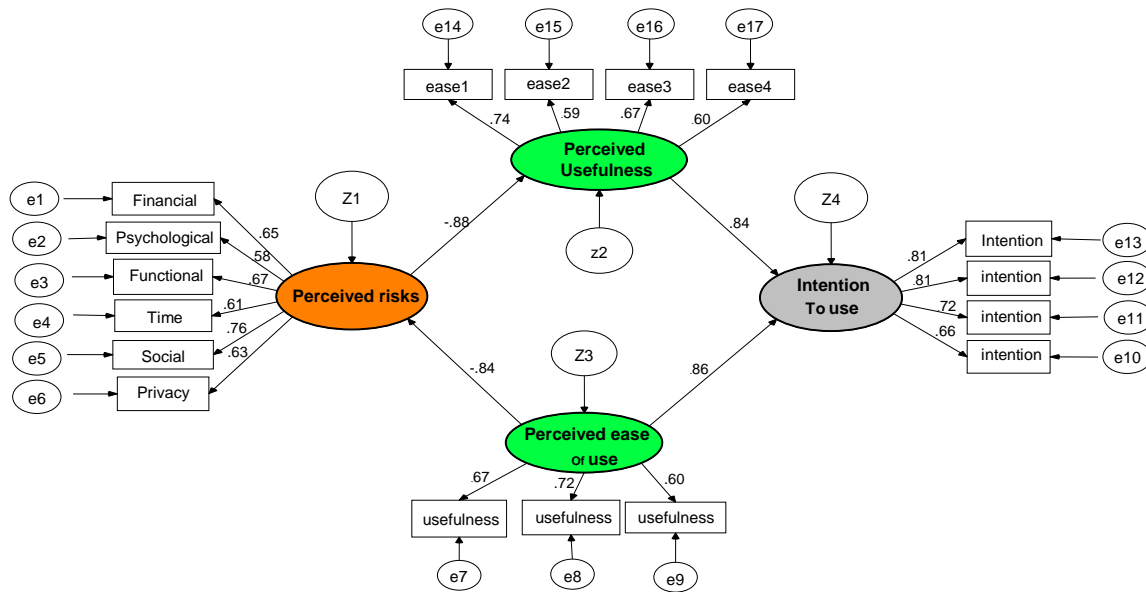 e14
e15
e16
e17
ease1
ease2
ease3
ease4
.74
.59
.67
.60
Perceived
Usefulness
e1
Financial
e2
Psychological
e3
Functional
e4
Time
e5
Social
e6
Privacy
.65
.58
.67
.61
.76
.63
Z1
Perceived risks
-.88
z2
.84
Z4
Intention
To use
.81
.81
.72
.66
Intention
e13
intention
e12
intention
e11
intention
e10
-.84
Z3
.86
Perceived ease
Of use
.67
.72
.60
usefulness
usefulness
usefulness
e7
e8
e9